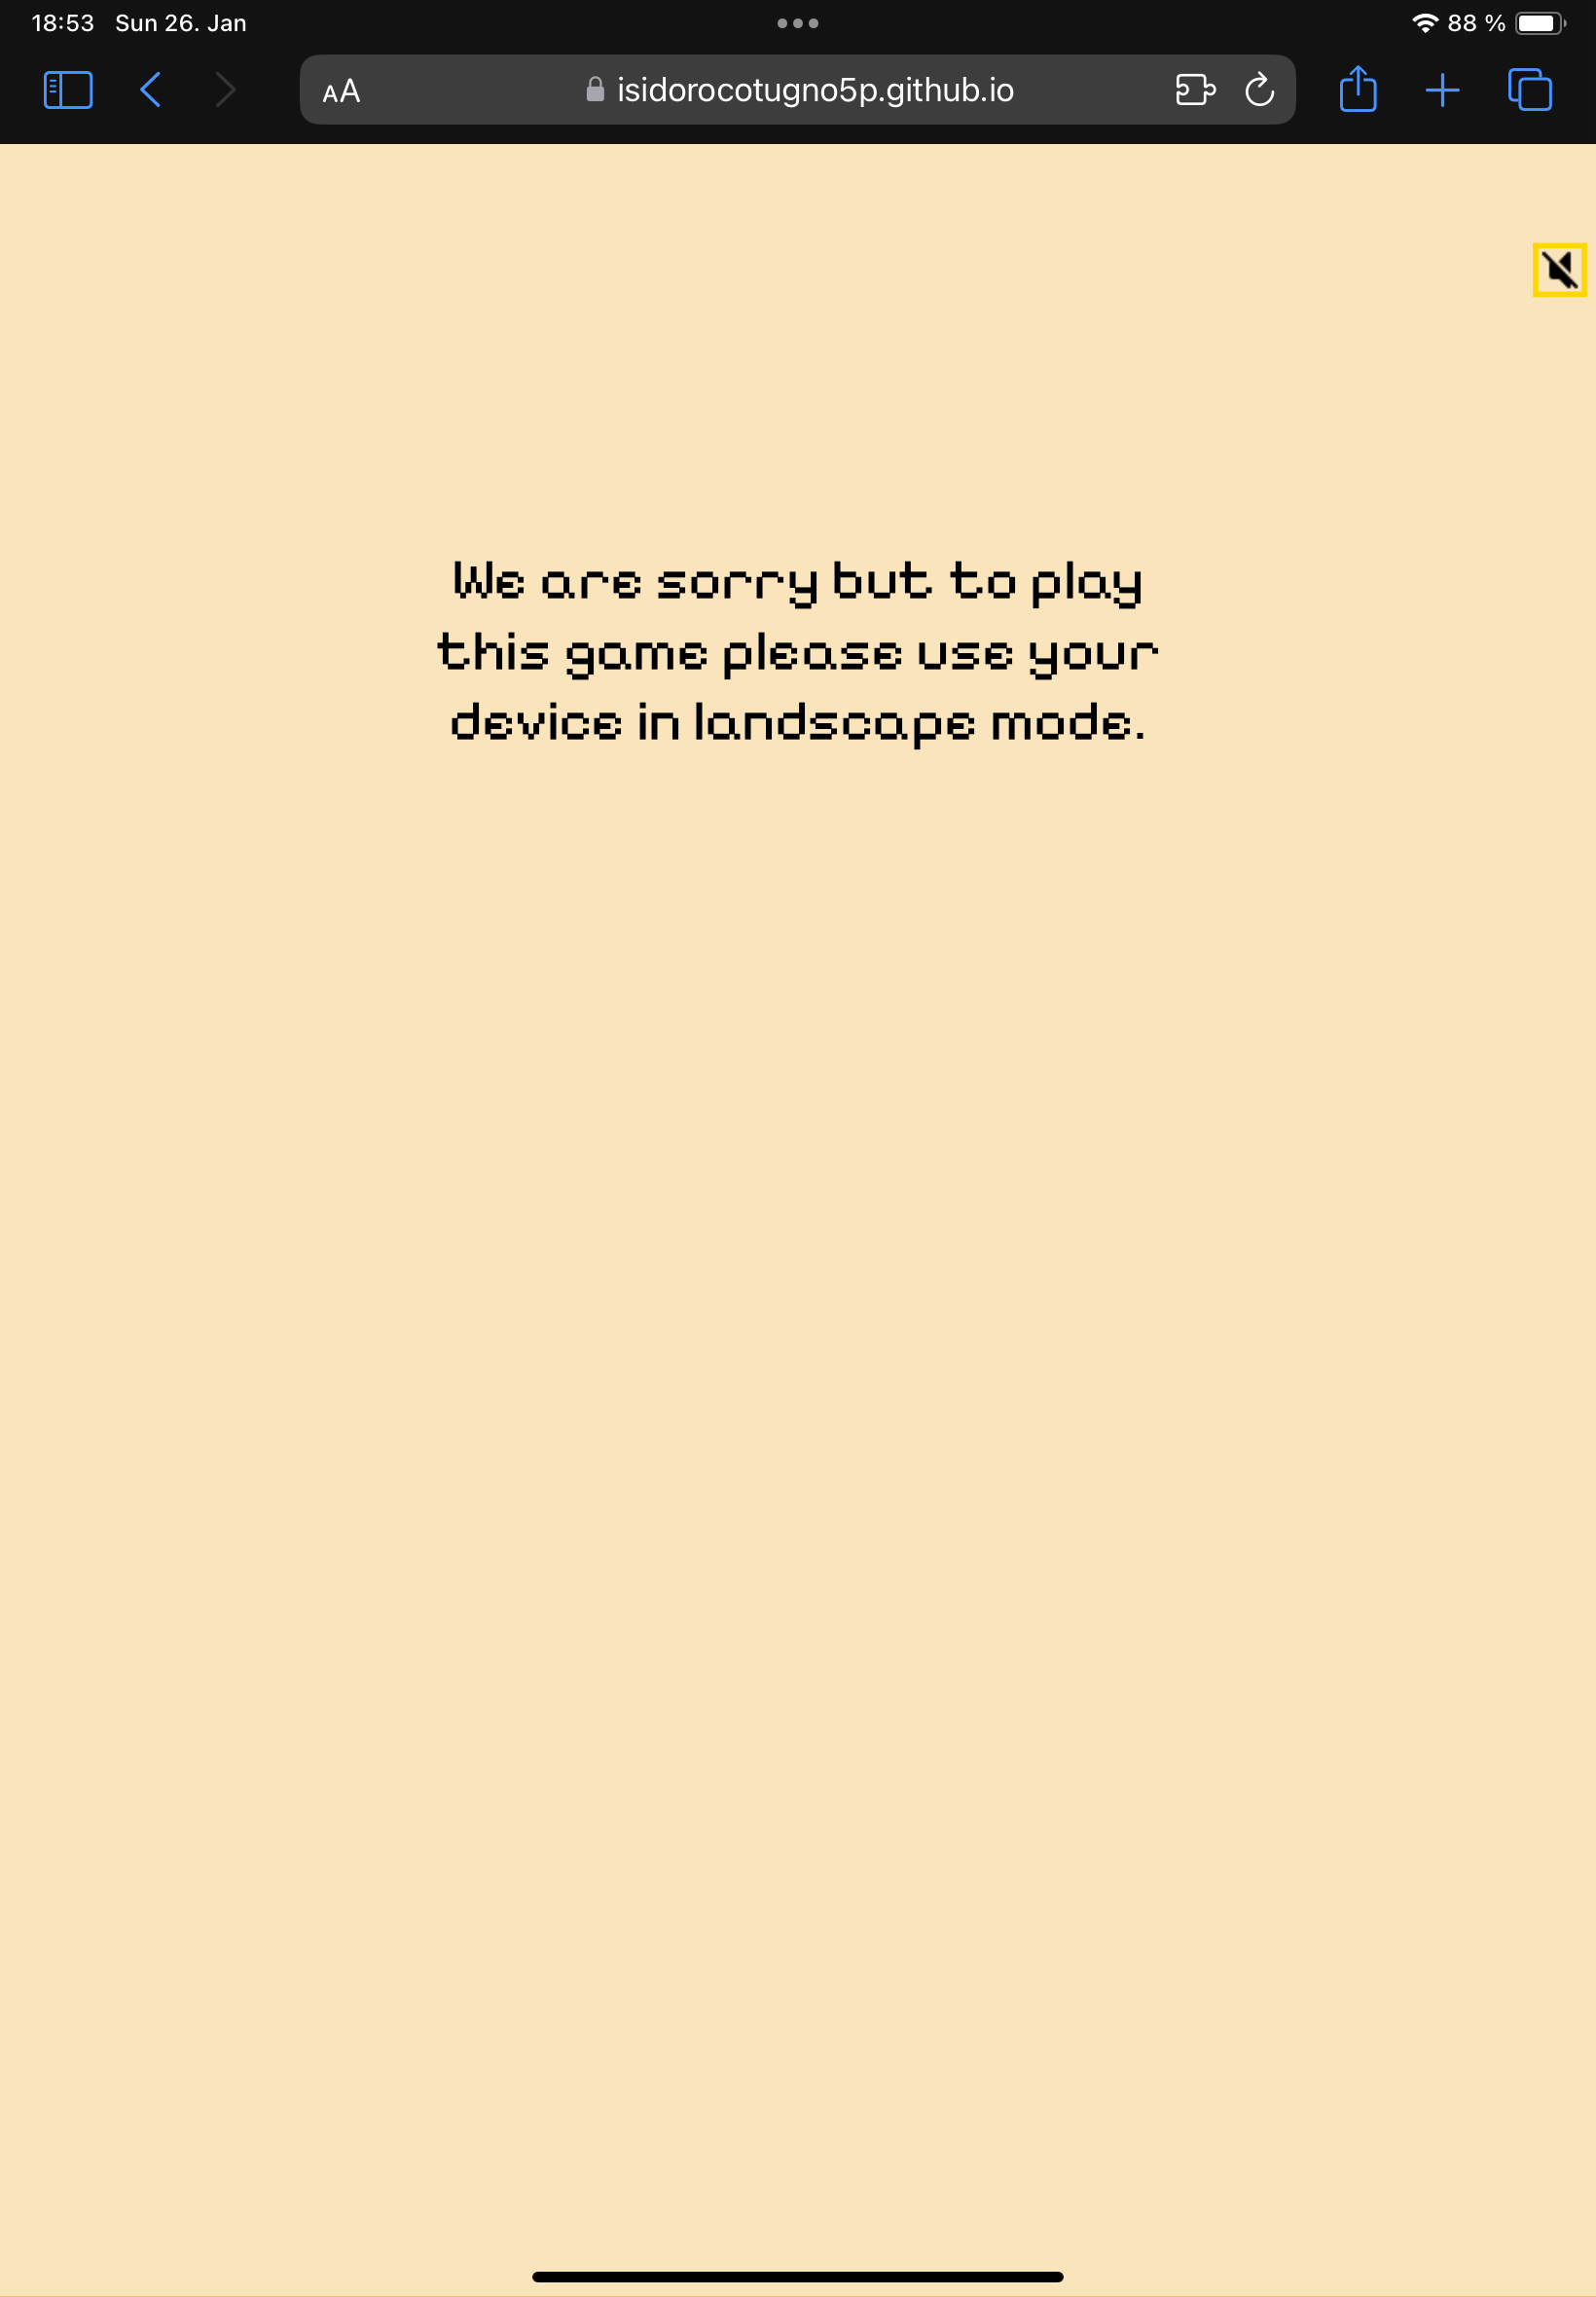 18:53 Sun 26. Jan
88 %
AA
isidorocotugno5p.github.io
We are sorry but to play
this game please use your
device in landscape mode.